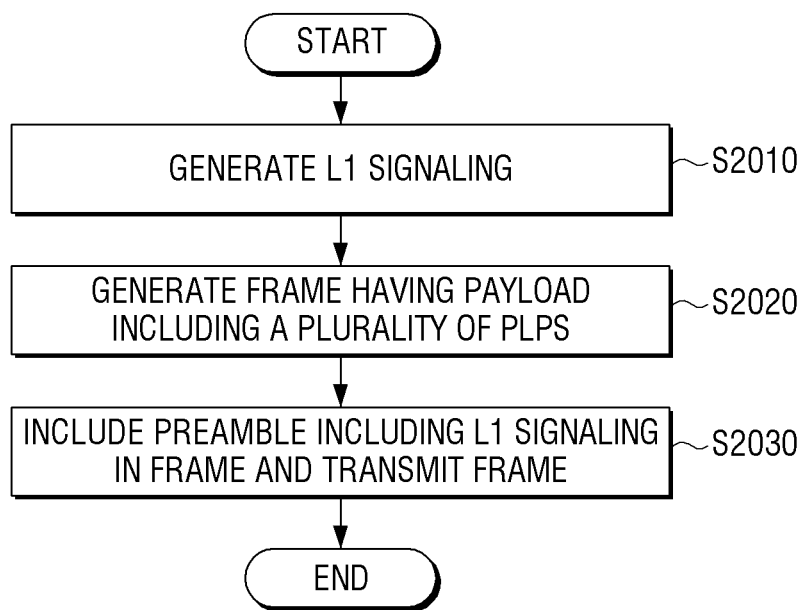 START
GENERATE L1 SIGNALING
S2010
GENERATE FRAME HAVING PAYLOAD
INCLUDING A PLURALITY OF PLPS
S2020
INCLUDE PREAMBLE INCLUDING L1 SIGNALING
IN FRAME AND TRANSMIT FRAME
S2030
END